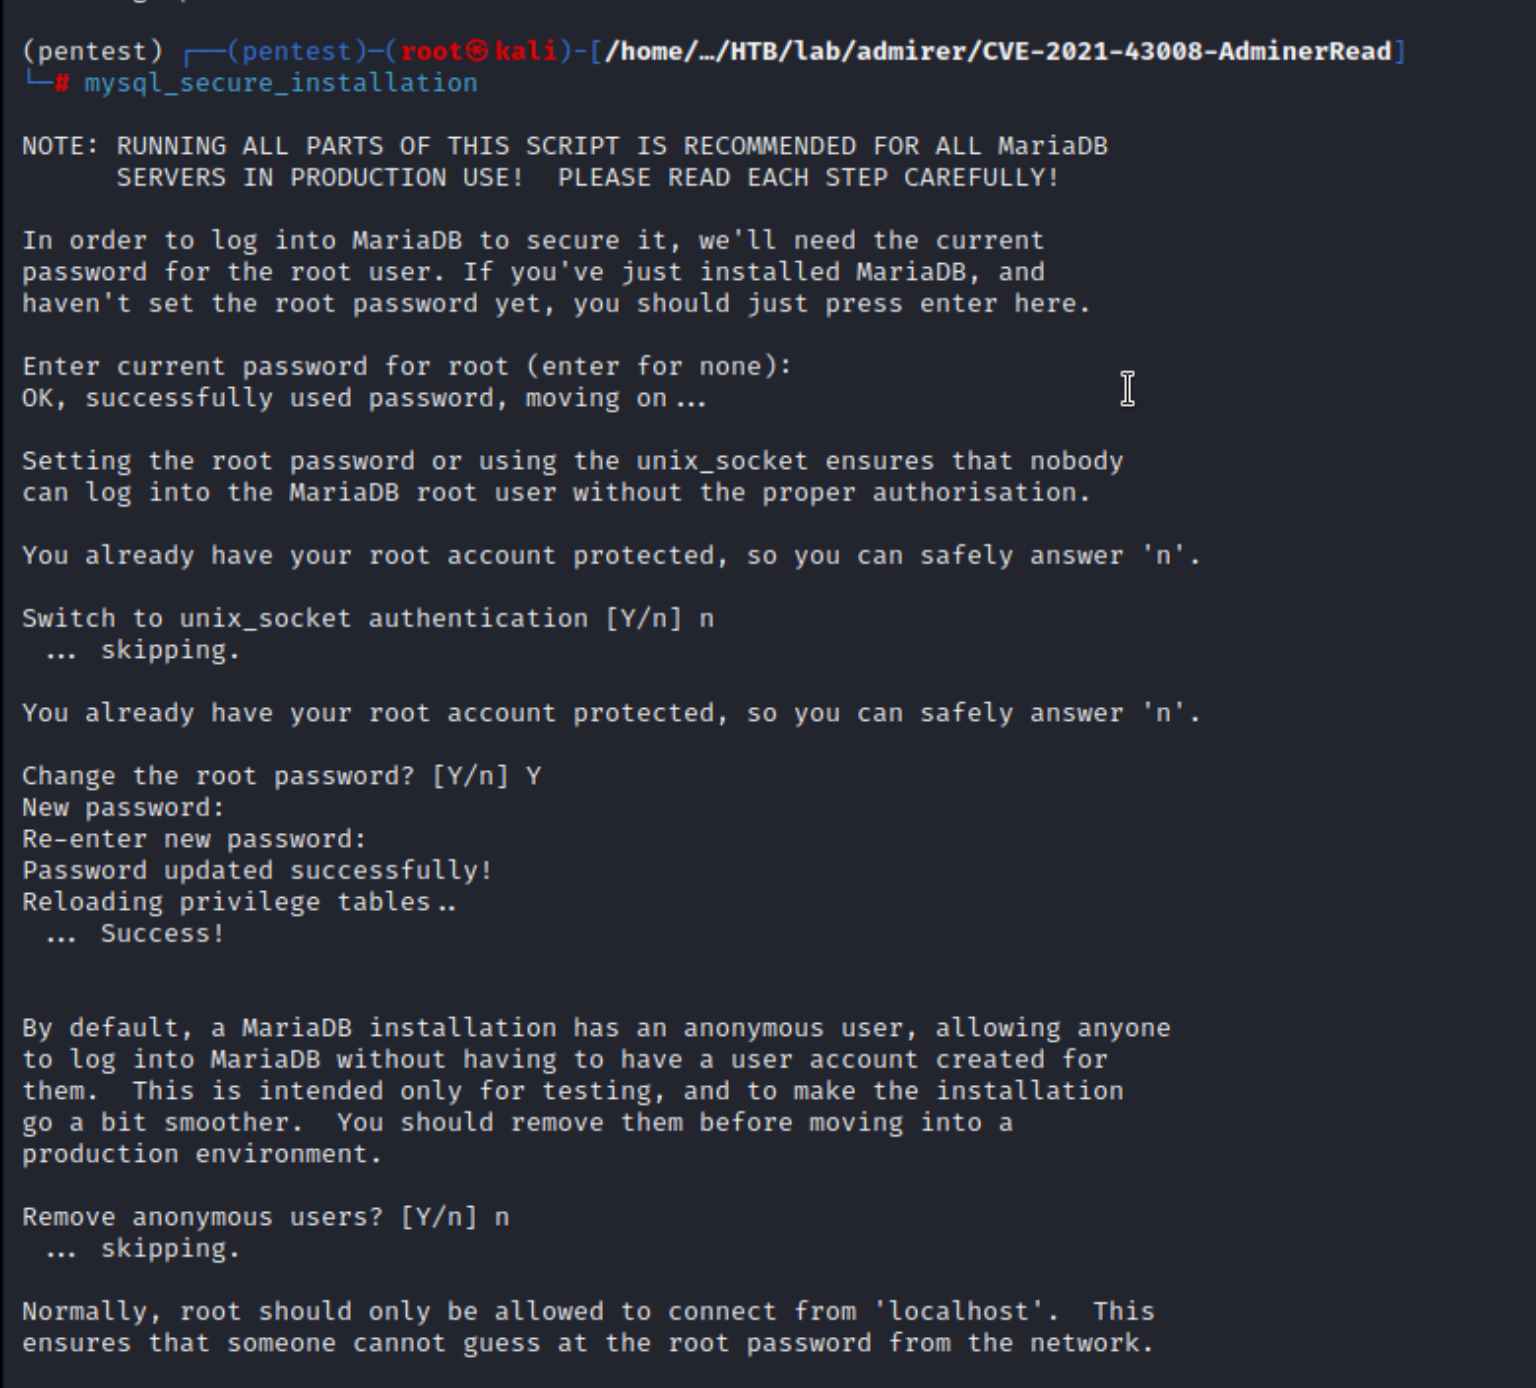 (pentest) ┌──(pentest)─(root㉿kali)-[/home/…/HTB/lab/admirer/CVE-2021-43008-AdminerRead]
└─# mysql_secure_installation
NOTE: RUNNING ALL PARTS OF THIS SCRIPT IS RECOMMENDED FOR ALL MariaDB
      SERVERS IN PRODUCTION USE!  PLEASE READ EACH STEP CAREFULLY!
In order to log into MariaDB to secure it, we'll need the current
password for the root user. If you've just installed MariaDB, and
haven't set the root password yet, you should just press enter here.
Enter current password for root (enter for none):
OK, successfully used password, moving on...
Setting the root password or using the unix_socket ensures that nobody
can log into the MariaDB root user without the proper authorisation.
You already have your root account protected, so you can safely answer 'n'.
Switch to unix_socket authentication [Y/n] n
 ... skipping.
You already have your root account protected, so you can safely answer 'n'.
Change the root password? [Y/n] Y
New password:
Re-enter new password:
Password updated successfully!
Reloading privilege tables..
 ... Success!
By default, a MariaDB installation has an anonymous user, allowing anyone
to log into MariaDB without having to have a user account created for
them.  This is intended only for testing, and to make the installation
go a bit smoother.  You should remove them before moving into a
production environment.
Remove anonymous users? [Y/n] n
 ... skipping.
Normally, root should only be allowed to connect from 'localhost'.  This
ensures that someone cannot guess at the root password from the network.